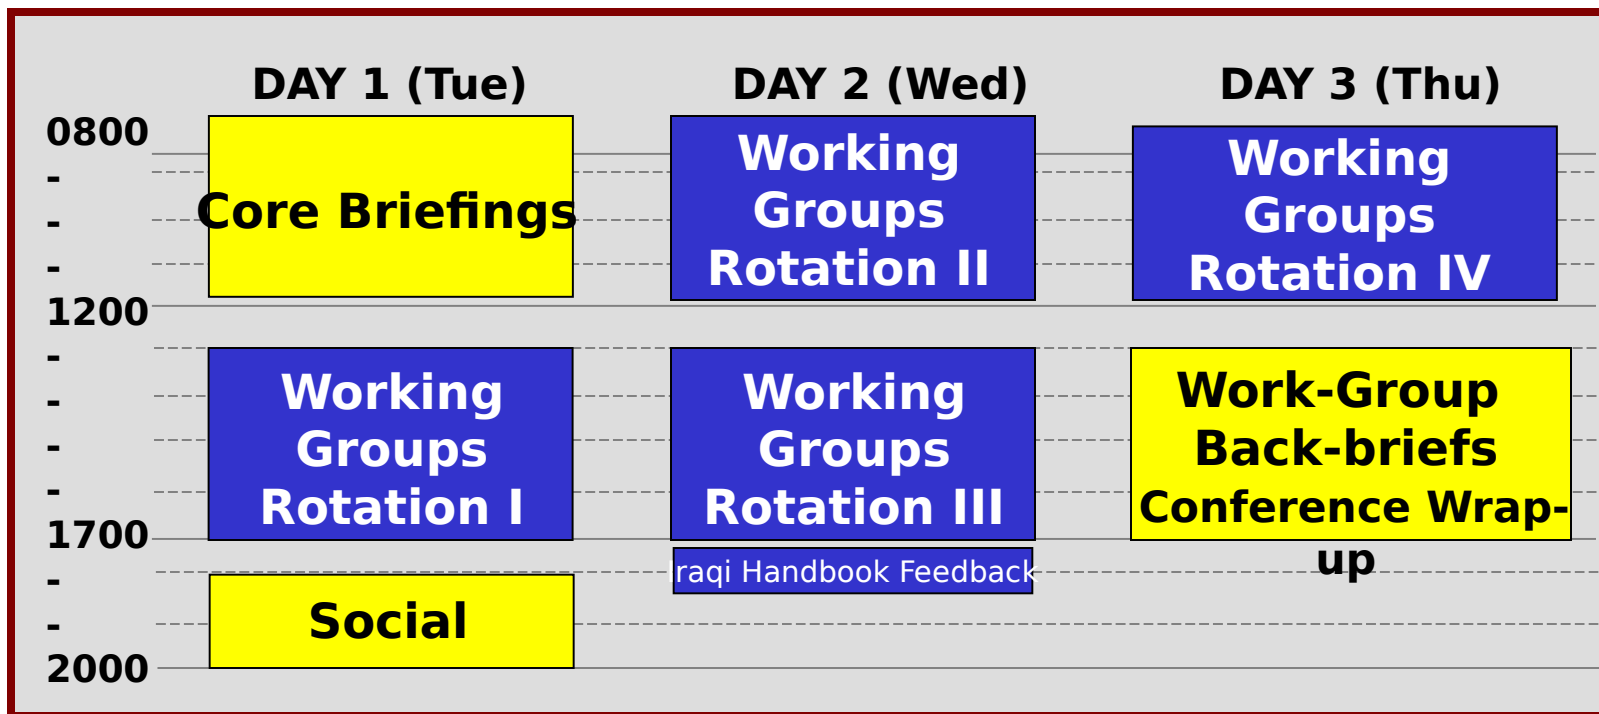 DAY 1 (Tue)
DAY 2 (Wed)
DAY 3 (Thu)
0800
-
-
-
1200
-
-
-
-
1700
-
-
2000
Core Briefings
Working
Groups
Rotation I
Social
Working
Groups
Rotation II
Working
Groups
Rotation III
Iraqi Handbook Feedback
Working
Groups
Rotation IV
Work-Group
Back-briefs
Conference Wrap-
up